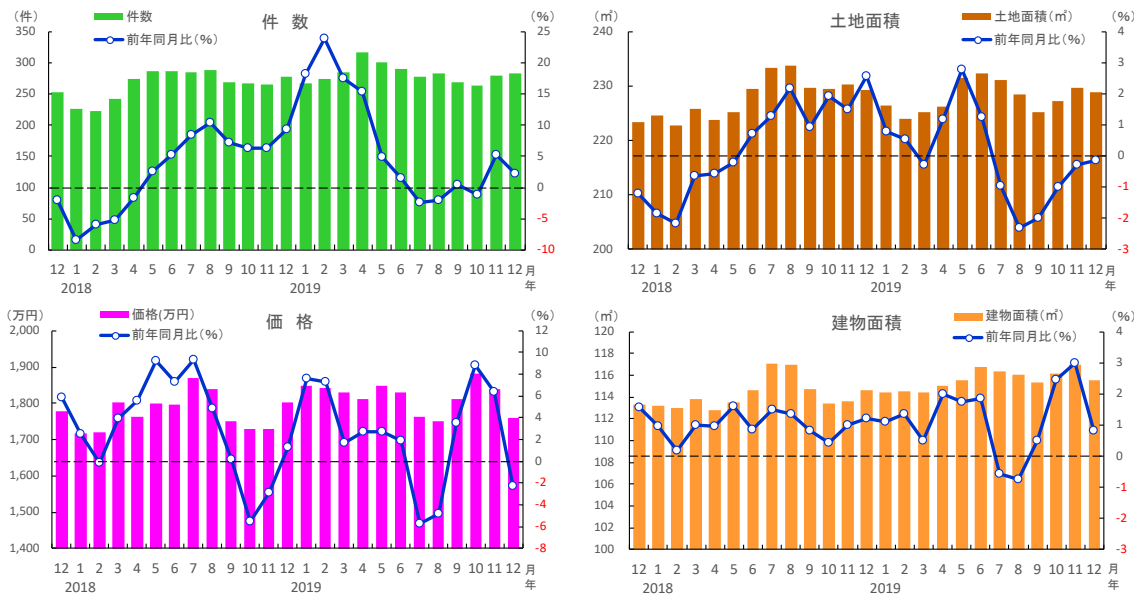 (件) 件数 件 数 (%)
前年同月比(%)
350 25
300 20
250 15
200 10
150 5
100 0
50 -5
0 -10
12 1 2 3 4 5 6 7 8 9 10 11 12 1 2 3 4 5 6 7 8 9 10 11 12 月
2018 2019 年
(㎡) 土地面積 土地面積(㎡) (%)
前年同月比(%)
240 4
3
230 2
1
220 0
210 -1
-2
200 -3
12 1 2 3 4 5 6 7 8 9 10 11 12 1 2 3 4 5 6 7 8 9 10 11 12 月
2018 2019 年
(万円) 価格(万円) 価 格 (%)
前年同月比(%)
2,000 12
10
1,900 8
6
1,800 4
1,700 2
0
1,600 -2
-4
1,500 -6
1,400 -8
12 1 2 3 4 5 6 7 8 9 10 11 12 1 2 3 4 5 6 7 8 9 10 11 12 月
2018 2019 年
(㎡) 建物面積 建物面積(㎡) (%)
前年同月比(%)
120 4
118
116 3
114 2
112
110 1
108 0
106 -1
104
102 -2
100 -3
12 1 2 3 4 5 6 7 8 9 10 11 12 1 2 3 4 5 6 7 8 9 10 11 12 月
2018 2019 年